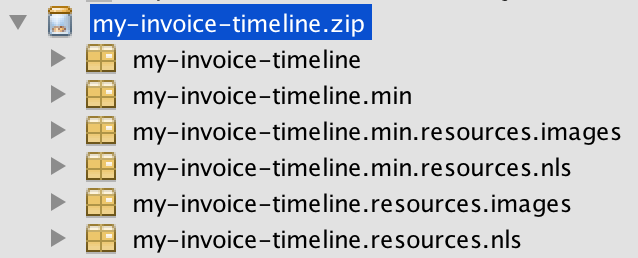 my-invoice-timeline.zip
my-invoice-timeline
my-invoice-timeline.min
my-invoice-timeline.min.resources.images
my-invoice-timeline.min.resources.nls
my-invoice-timeline.resources.images
my-invoice-timeline.resources.nls